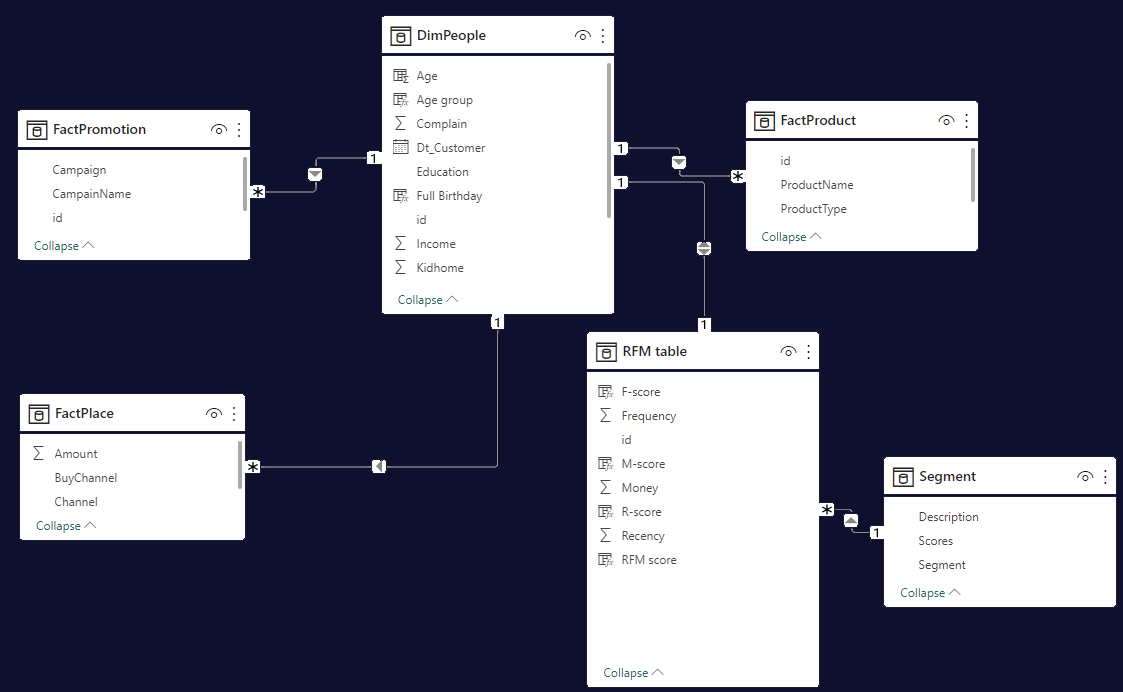 DimPeople
Age
Age group
Complain
Dt_Customer
Education
Full Birthday
id
Income
Kidhome
Collapse
FactPromotion
Campaign
CampainName
id
Collapse
1
*
FactProduct
id
ProductName
ProductType
Collapse
1
*
1
1
FactPlace
Amount
BuyChannel
Channel
Collapse
1
*
RFM table
F-score
Frequency
id
M-score
Money
R-score
Recency
RFM score
Collapse
Segment
Description
Scores
Segment
Collapse
*
1